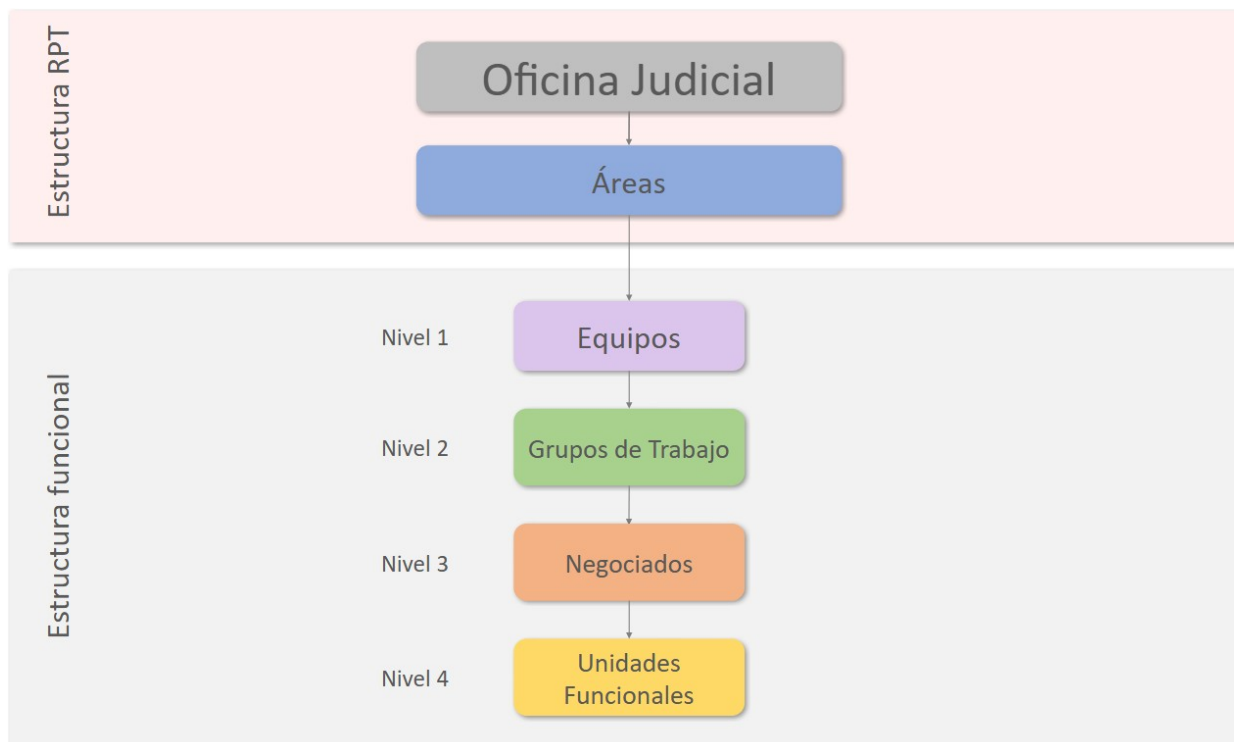 Estructura RPT
Oficina Judicial
Áreas
Estructura funcional
Nivel 1
Equipos
Nivel 2
Grupos de Trabajo
Nivel 3
Negociados
Nivel 4
Unidades
Funcionales